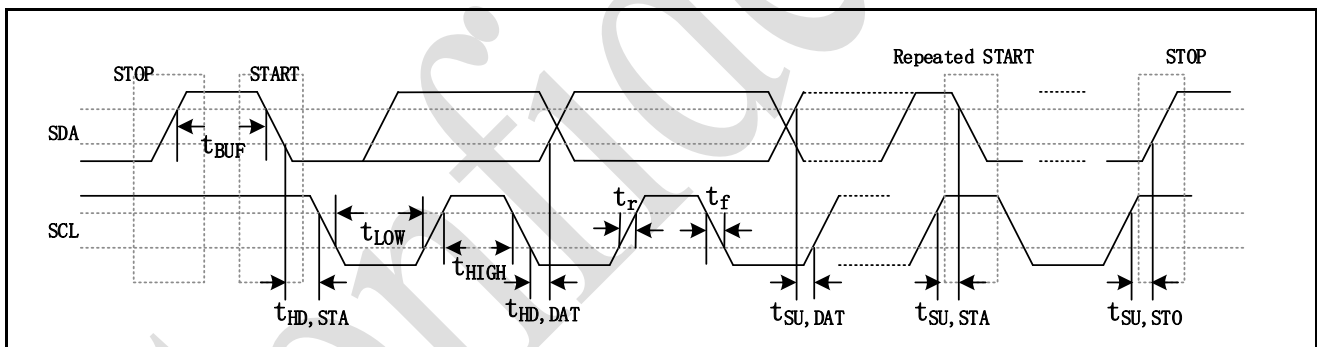 STOP START Repeated START STOP
SDA
tBUF
tr tf
SCL
tLOW
tHIGH
tHD,STA tHD,DAT tSU,DAT tSU,STA tSU,STO